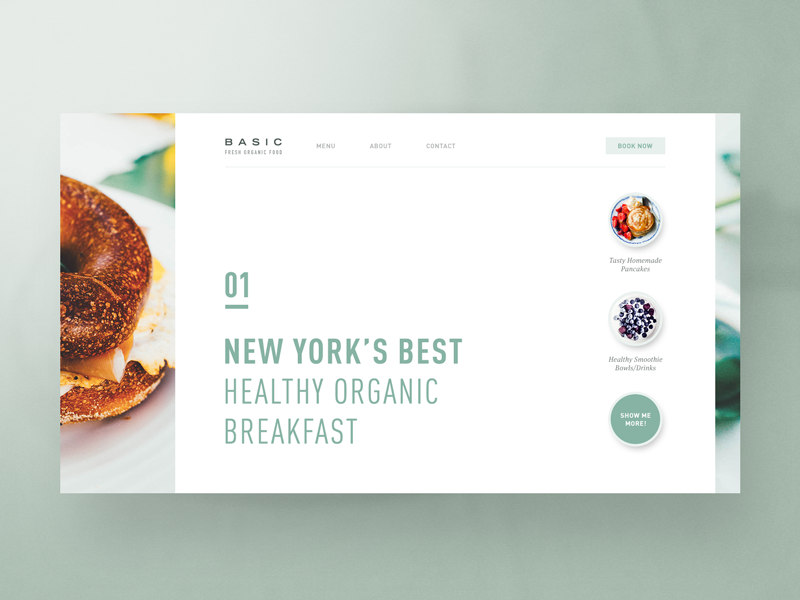 BASIC
FRESH ORGANIC FOOD
MENU
ABOUT
CONTACT
BOOK NOW
01
NEW YORK'S BEST
HEALTHY ORGANIC
BREAKFAST
Tasty Homemade
Pancakes
Healthy Smoothie
Bowls/Drinks
SHOW ME
MORE!